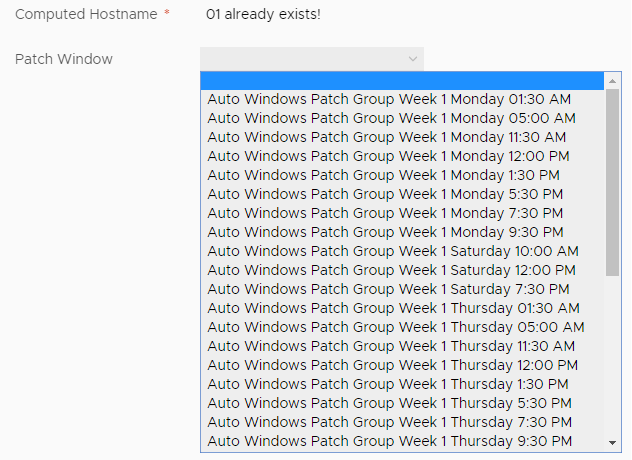 Computed Hostname * 01 already exists!
Patch Window
Auto Windows Patch Group Week 1 Monday 01:30 AM
Auto Windows Patch Group Week 1 Monday 05:00 AM
Auto Windows Patch Group Week 1 Monday 11:30 AM
Auto Windows Patch Group Week 1 Monday 12:00 PM
Auto Windows Patch Group Week 1 Monday 1:30 PM
Auto Windows Patch Group Week 1 Monday 5:30 PM
Auto Windows Patch Group Week 1 Monday 7:30 PM
Auto Windows Patch Group Week 1 Monday 9:30 PM
Auto Windows Patch Group Week 1 Saturday 10:00 AM
Auto Windows Patch Group Week 1 Saturday 12:00 PM
Auto Windows Patch Group Week 1 Saturday 7:30 PM
Auto Windows Patch Group Week 1 Thursday 01:30 AM
Auto Windows Patch Group Week 1 Thursday 05:00 AM
Auto Windows Patch Group Week 1 Thursday 11:30 AM
Auto Windows Patch Group Week 1 Thursday 12:00 PM
Auto Windows Patch Group Week 1 Thursday 1:30 PM
Auto Windows Patch Group Week 1 Thursday 5:30 PM
Auto Windows Patch Group Week 1 Thursday 7:30 PM
Auto Windows Patch Group Week 1 Thursday 9:30 PM